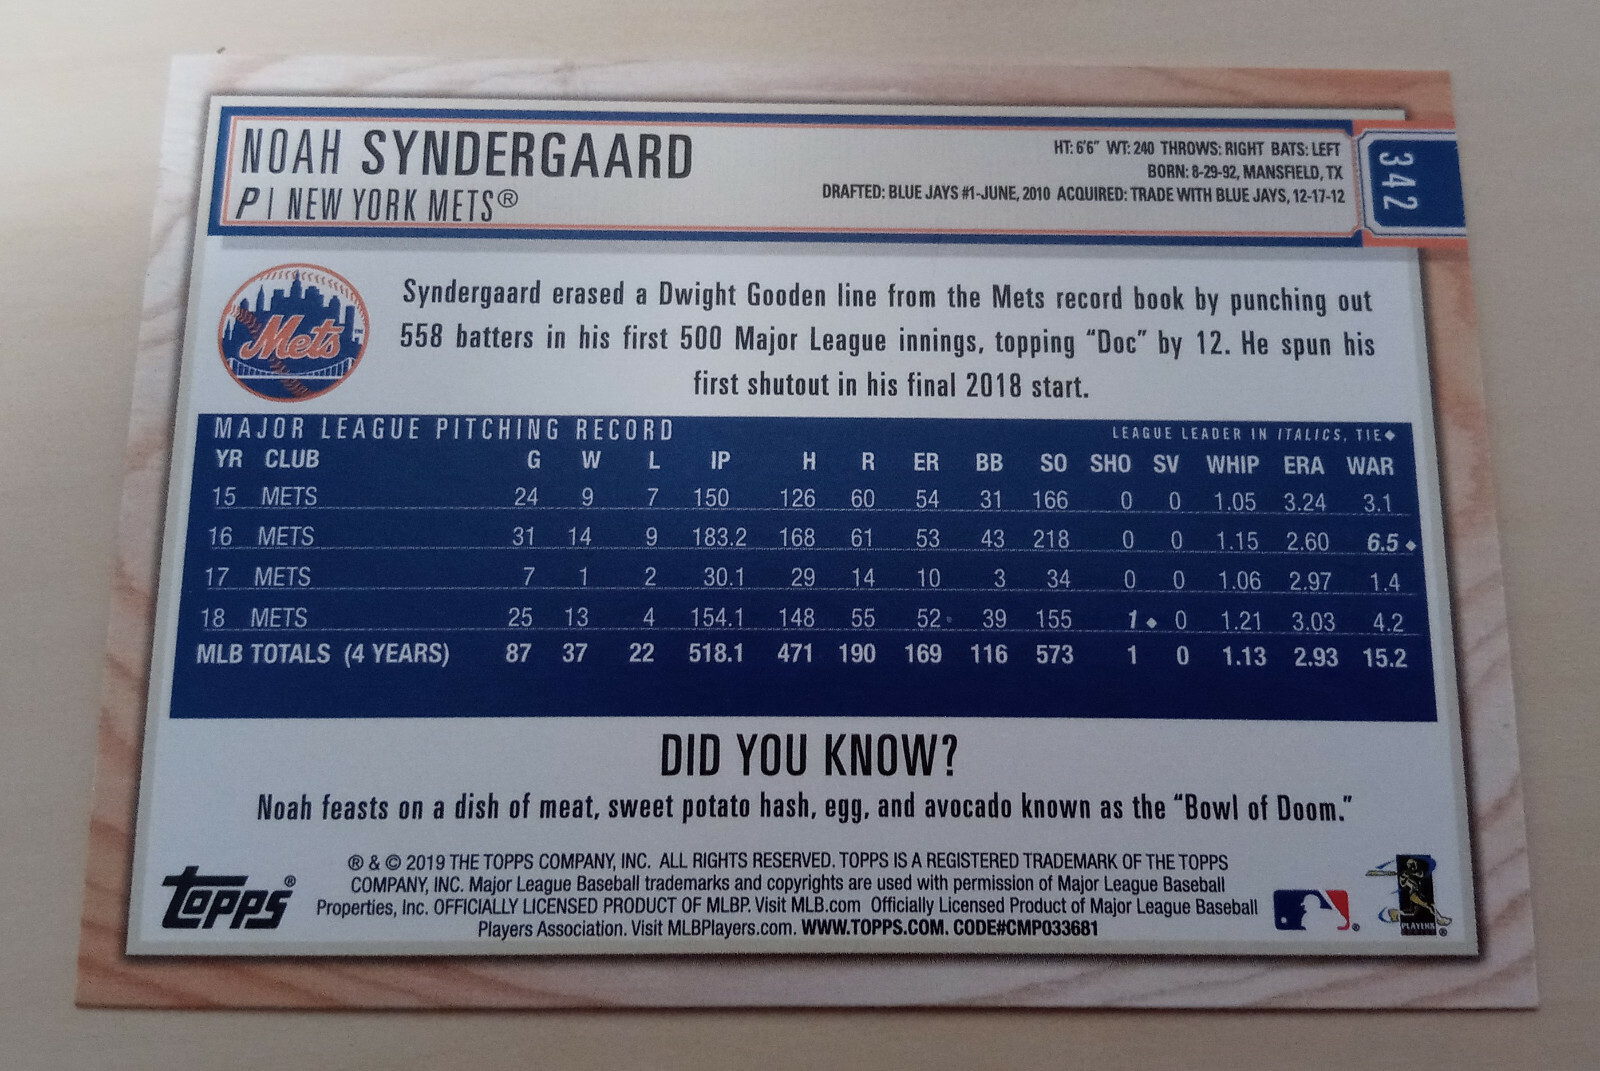 NOAH SYNDERGAARD
P | NEW YORK METS®
HT: 6'6" WT: 240 THROWS: RIGHT BATS: LEFT
BORN: 8-29-92, MANSFIELD, TX
DRAFTED: BLUE JAYS #1-JUNE, 2010 ACQUIRED: TRADE WITH BLUE JAYS, 12-17-12
342
Mets
Syndergaard erased a Dwight Gooden line from the Mets record book by punching out
558 batters in his first 500 Major League innings, topping "Doc" by 12. He spun his
first shutout in his final 2018 start.
MAJOR LEAGUE PITCHING RECORD
LEAGUE LEADER IN ITALICS, TIE◆
YR CLUB G W L IP H R ER BB SO SHO SV WHIP ERA WAR
15 METS 24 9 7 150 126 60 54 31 166 0 0 1.05 3.24 3.1
16 METS 31 14 9 183.2 168 61 53 43 218 0 0 1.15 2.60 6.5◆
17 METS 7 1 2 30.1 29 14 10 3 34 0 0 1.06 2.97 1.4
18 METS 25 13 4 154.1 148 55 52 39 155 1◆ 0 1.21 3.03 4.2
MLB TOTALS (4 YEARS) 87 37 22 518.1 471 190 169 116 573 1 0 1.13 2.93 15.2
DID YOU KNOW?
Noah feasts on a dish of meat, sweet potato hash, egg, and avocado known as the "Bowl of Doom."
topps®
® & © 2019 THE TOPPS COMPANY, INC. ALL RIGHTS RESERVED. TOPPS IS A REGISTERED TRADEMARK OF THE TOPPS
COMPANY, INC. Major League Baseball trademarks and copyrights are used with permission of Major League Baseball
Properties, Inc. OFFICIALLY LICENSED PRODUCT OF MLBP. Visit MLB.com Officially Licensed Product of Major League Baseball
Players Association. Visit MLBPlayers.com. WWW.TOPPS.COM. CODE#CMP033681
PLAYERS